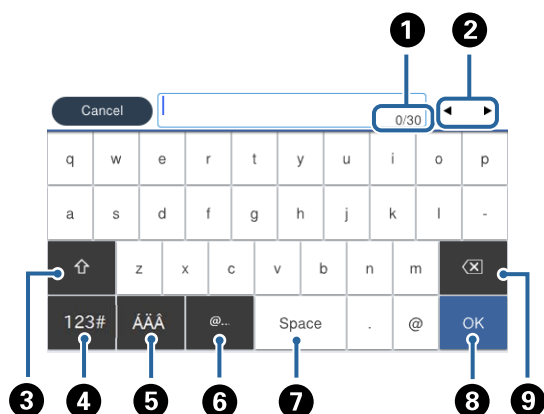 1 2
Cancel 0/30
q w e r t y u i o p
a s d f g h j k l -
z x c v b n m
123# ÁÄÂ @... Space . @ OK
3 4 5 6 7 8 9